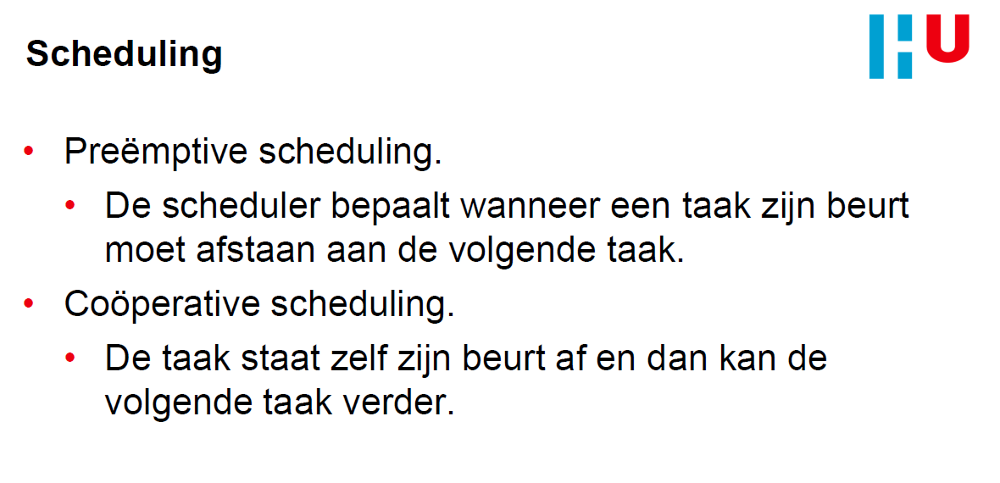 Scheduling
HU
• Preëmptive scheduling.
• De scheduler bepaalt wanneer een taak zijn beurt
moet afstaan aan de volgende taak.
• Coöperative scheduling.
• De taak staat zelf zijn beurt af en dan kan de
volgende taak verder.